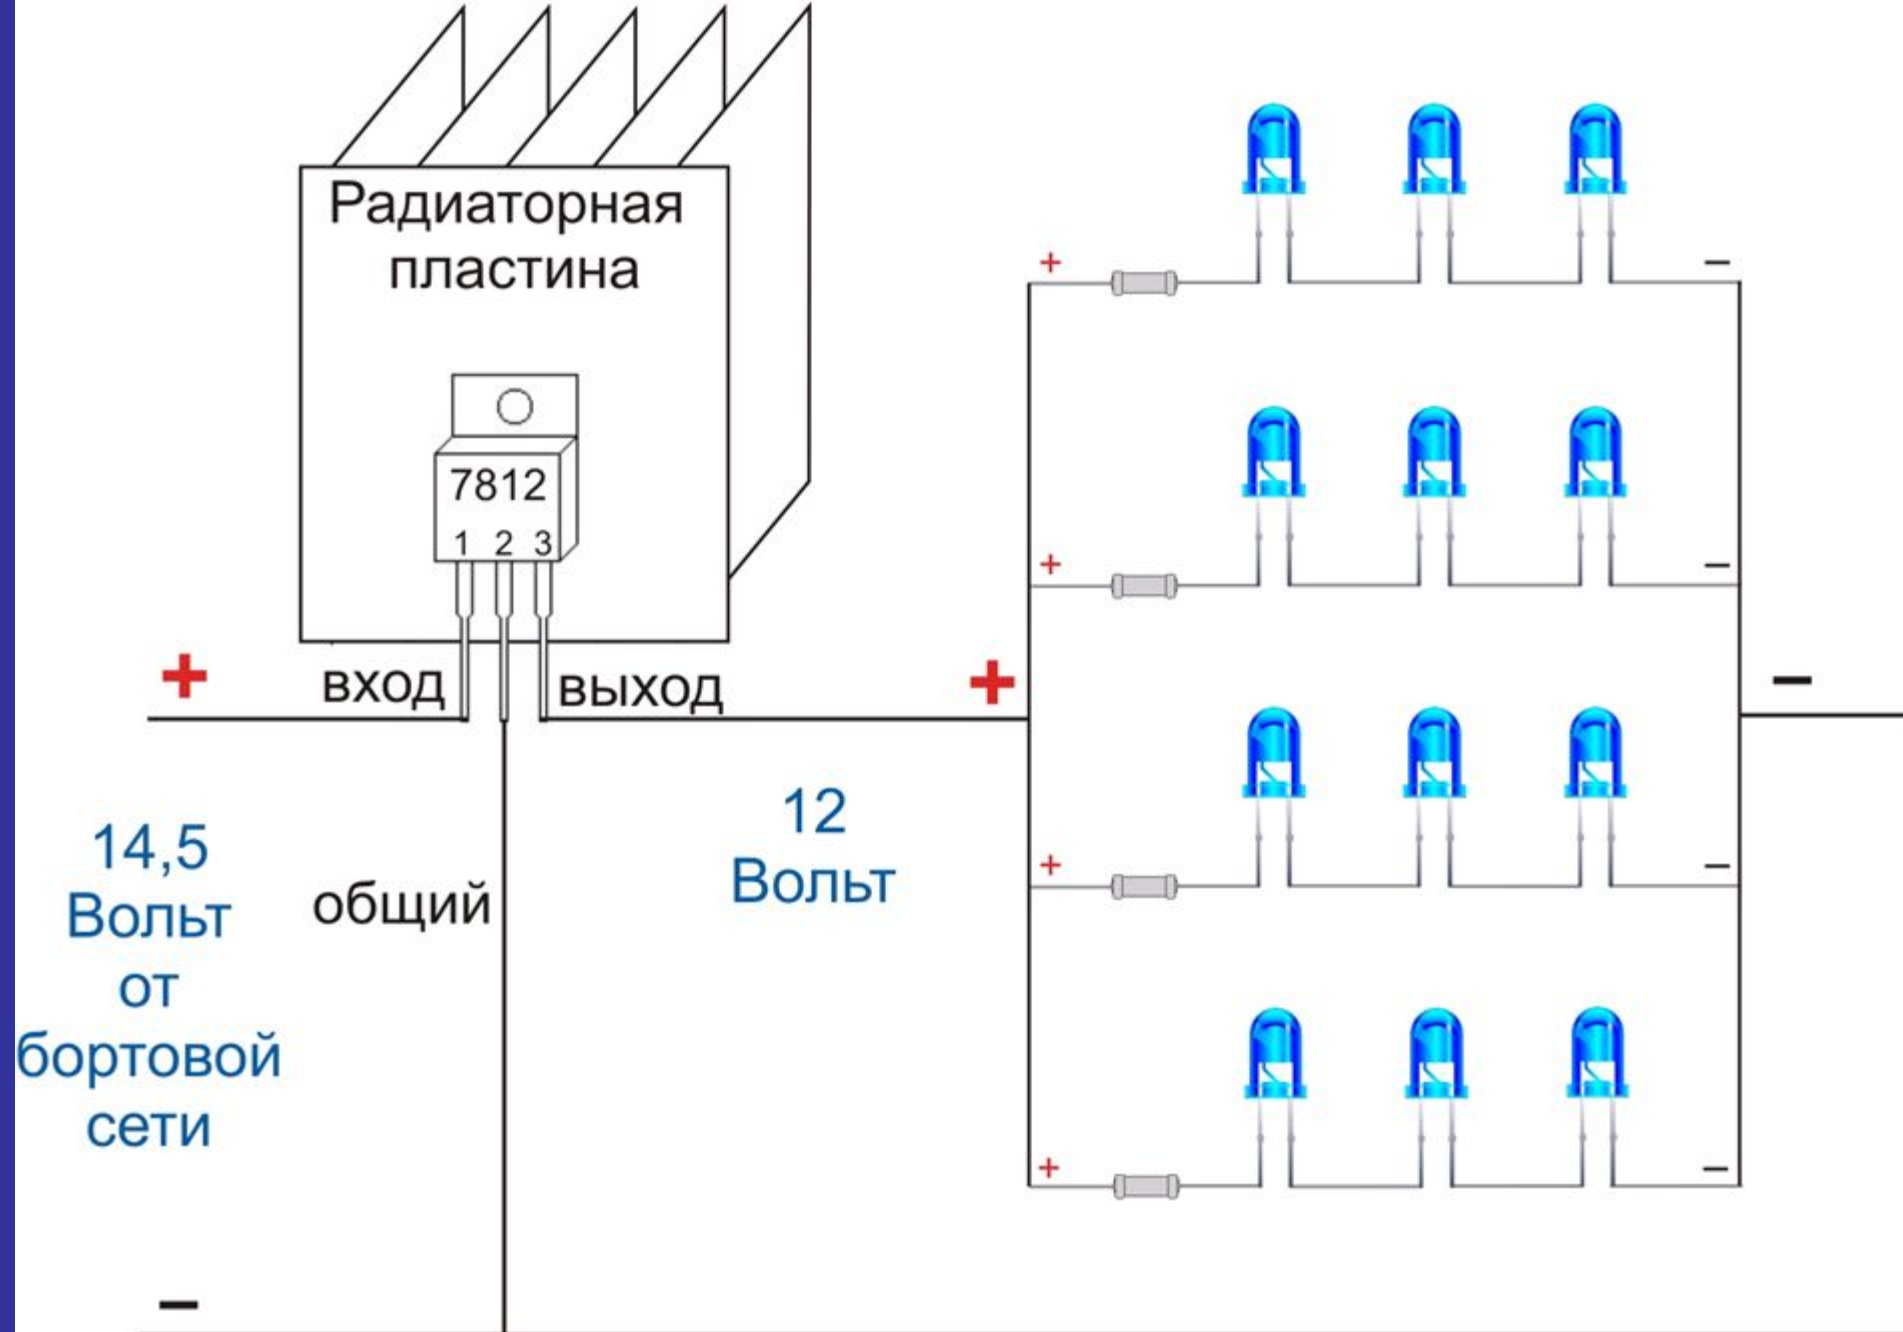 Радиаторная
пластина
7812
1 2 3
+
вход
выход
+
–
14,5
Вольт
от
бортовой
сети
общий
12
Вольт
–
+
–
+
–
+
–
+
–